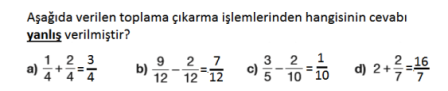 Aşağıda verilen toplama çıkarma işlemlerinden hangisinin cevabı
yanlış verilmiştir?
a) 1/4 + 2/4 = 3/4 b) 9/12 - 2/12 = 7/12 c) 3/5 - 2/10 = 1/10 d) 2 + 2/7 = 16/7